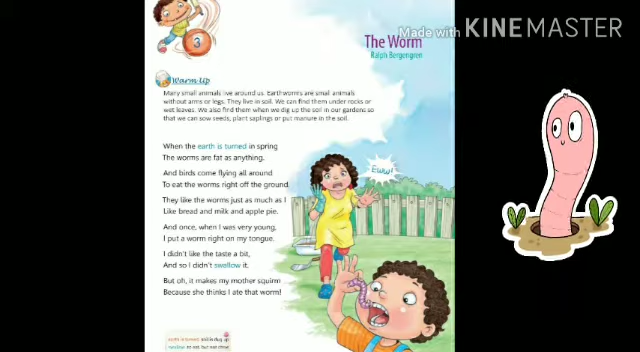 Made with KINEMASTER
3
The Worm
Ralph Bergengren
Warm-Up
Many small animals live around us. Earthworms are small animals
without arms or legs. They live in soil. We can find them under rocks or
wet leaves. We also find them when we dig up the soil in our gardens so
that we can sow seeds, plant saplings or put manure in the soil.
When the earth is turned in spring
The worms are fat as anything.
And birds come flying all around
To eat the worms right off the ground.
They like the worms just as much as I
Like bread and milk and apple pie.
And once, when I was very young,
I put a worm right on my tongue.
I didn't like the taste a bit,
And so I didn't swallow it.
But oh, it makes my mother squirm
Because she thinks I ate that worm!
Eww!